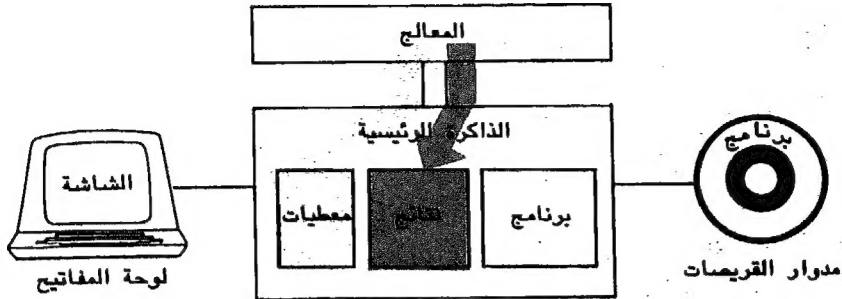 المعالج
الذاكرة الرئيسية
برنامج
الشاشة
معطيات
نتائج
برنامج
لوحة المفاتيح
مدوار القريصات